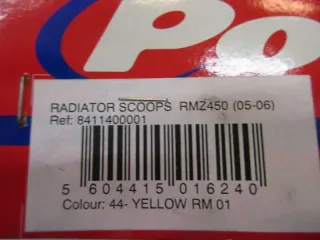 Po
RADIATOR SCOOPS RMZ450 (05-06)
Ref: 8411400001
5 604415 016240
Colour: 44- YELLOW RM 01